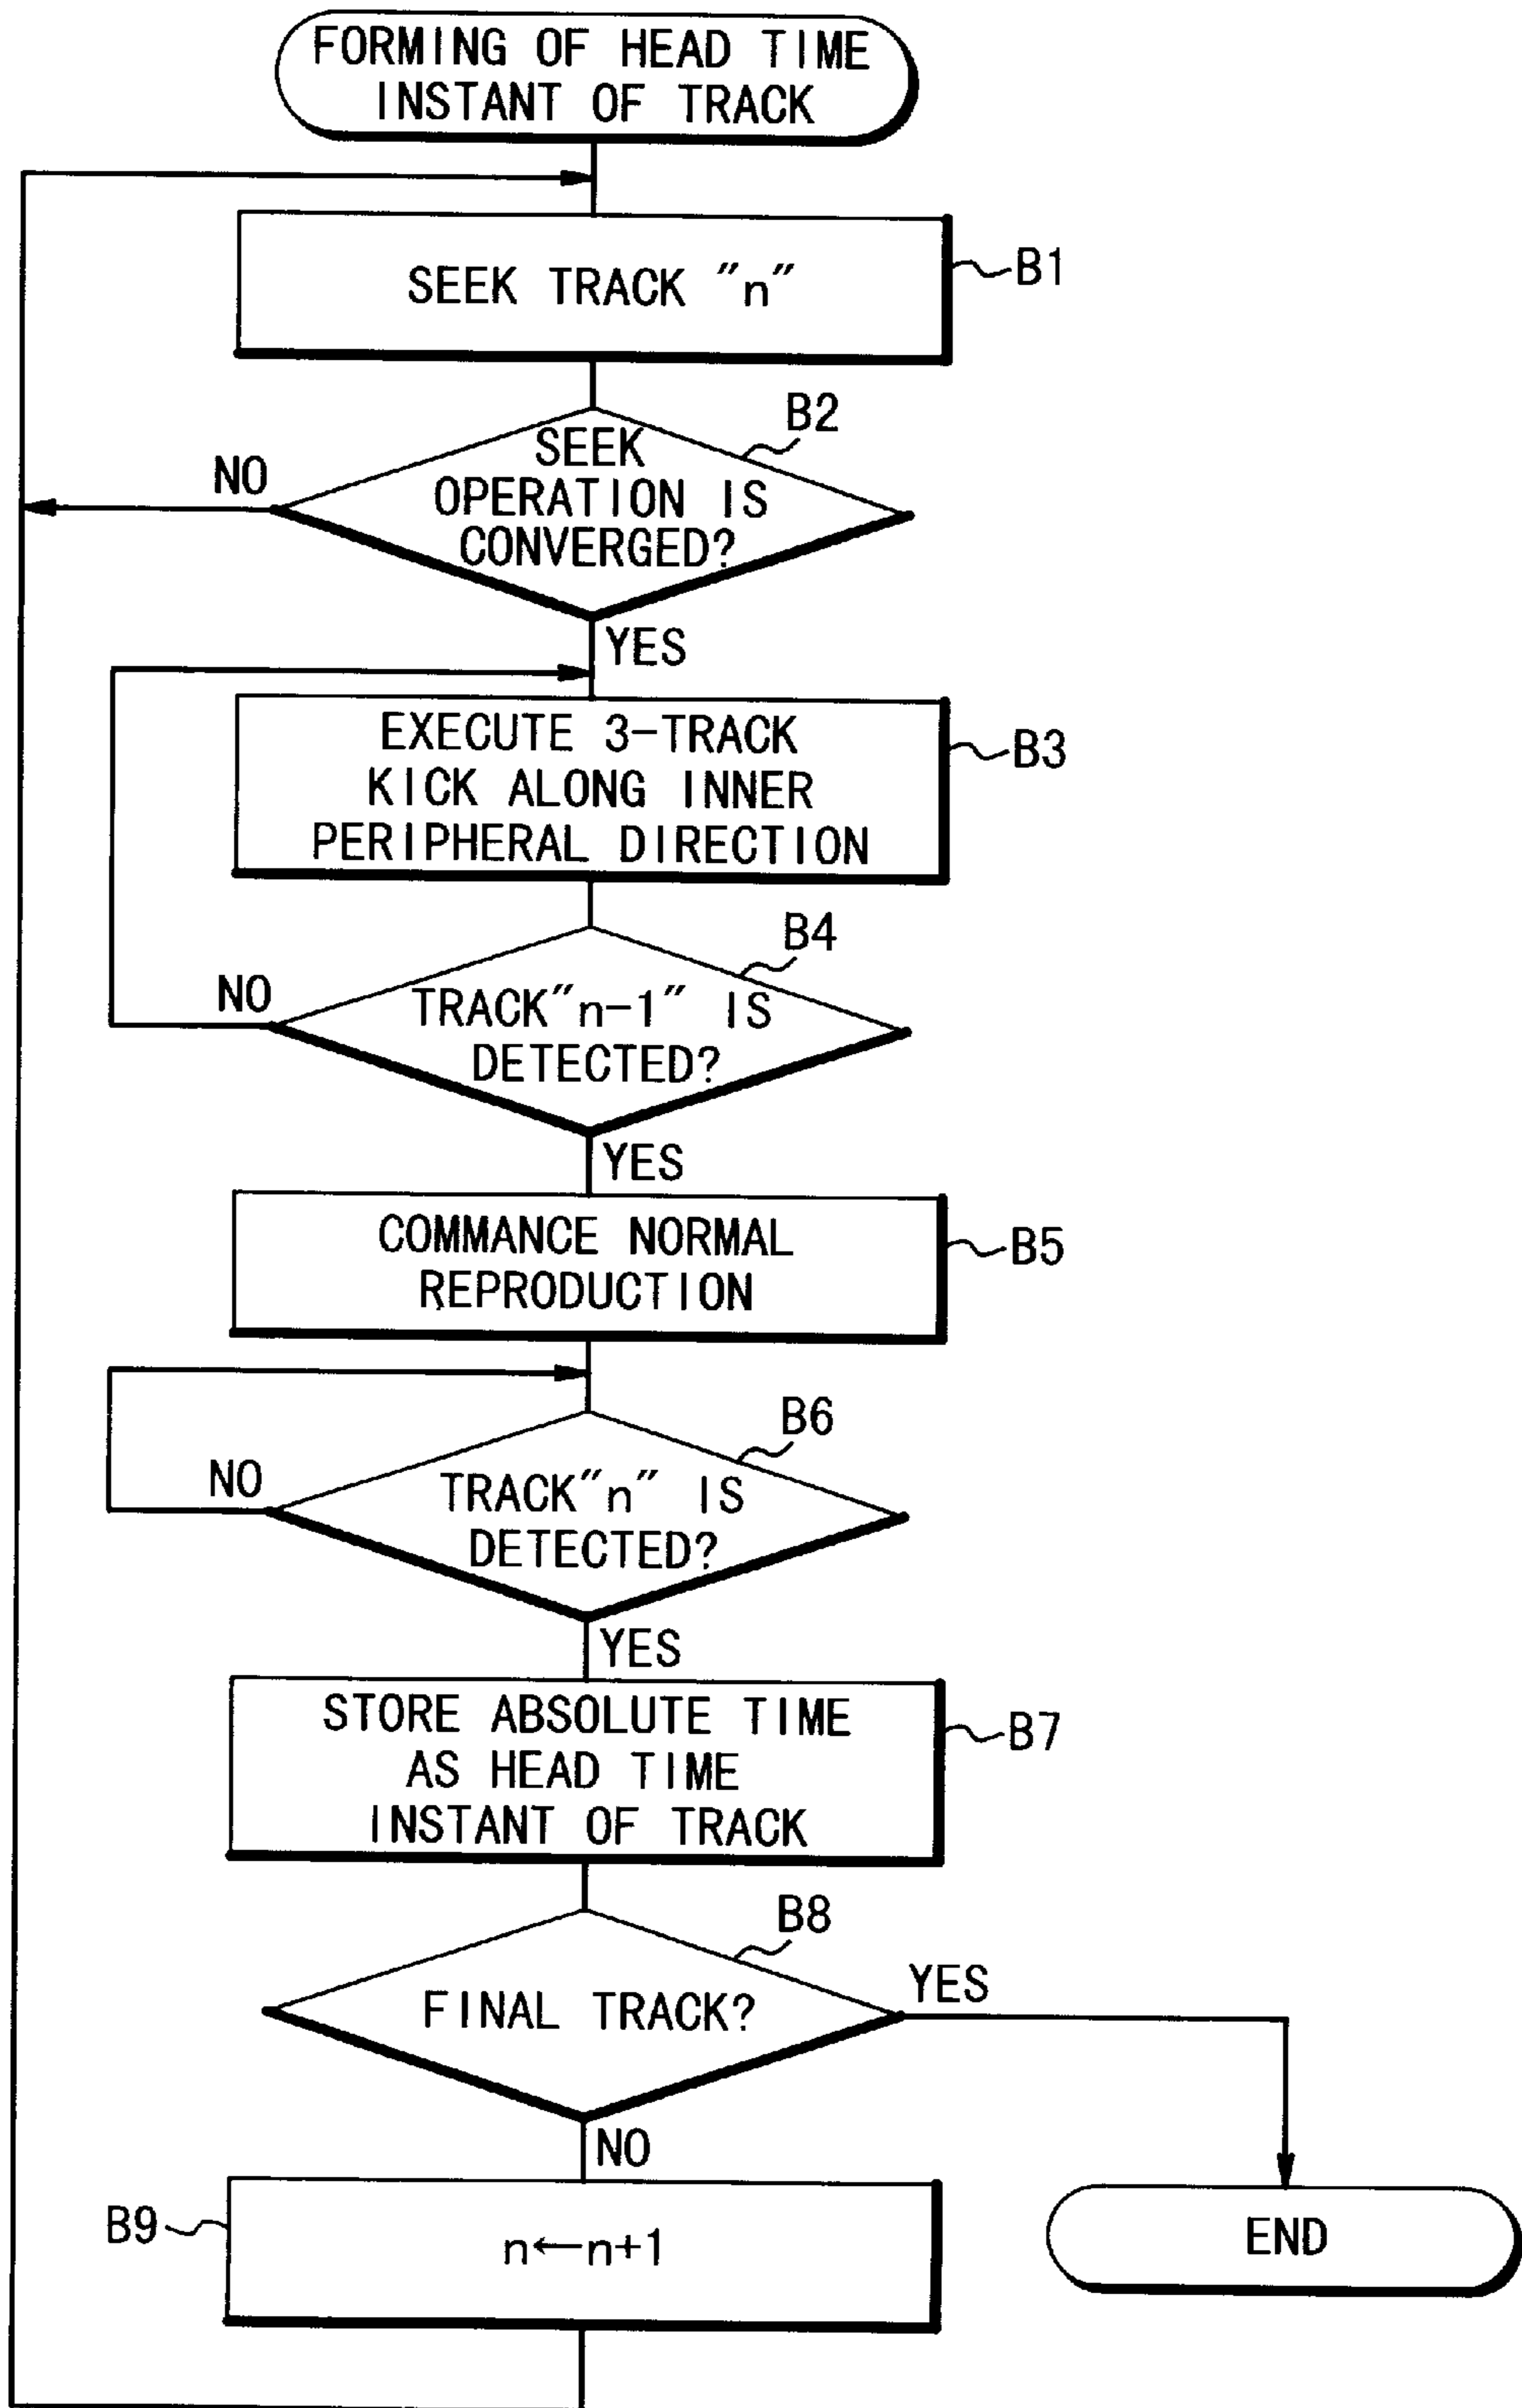 FORMING OF HEAD TIME
INSTANT OF TRACK
SEEK TRACK "n"
B1
B2
SEEK
OPERATION IS
CONVERGED?
NO
YES
EXECUTE 3-TRACK
KICK ALONG INNER
PERIPHERAL DIRECTION
B3
B4
TRACK"n-1" IS
DETECTED?
NO
YES
COMMANCE NORMAL
REPRODUCTION
B5
B6
TRACK"n" IS
DETECTED?
NO
YES
STORE ABSOLUTE TIME
AS HEAD TIME
INSTANT OF TRACK
B7
B8
FINAL TRACK?
YES
NO
B9
n←n+1
END